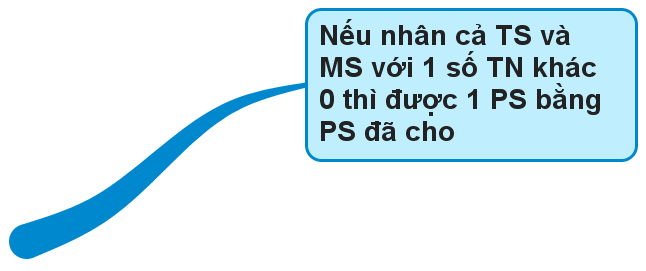 Nếu nhân cả TS và
MS với 1 số TN khác
0 thì được 1 PS bằng
PS đã cho